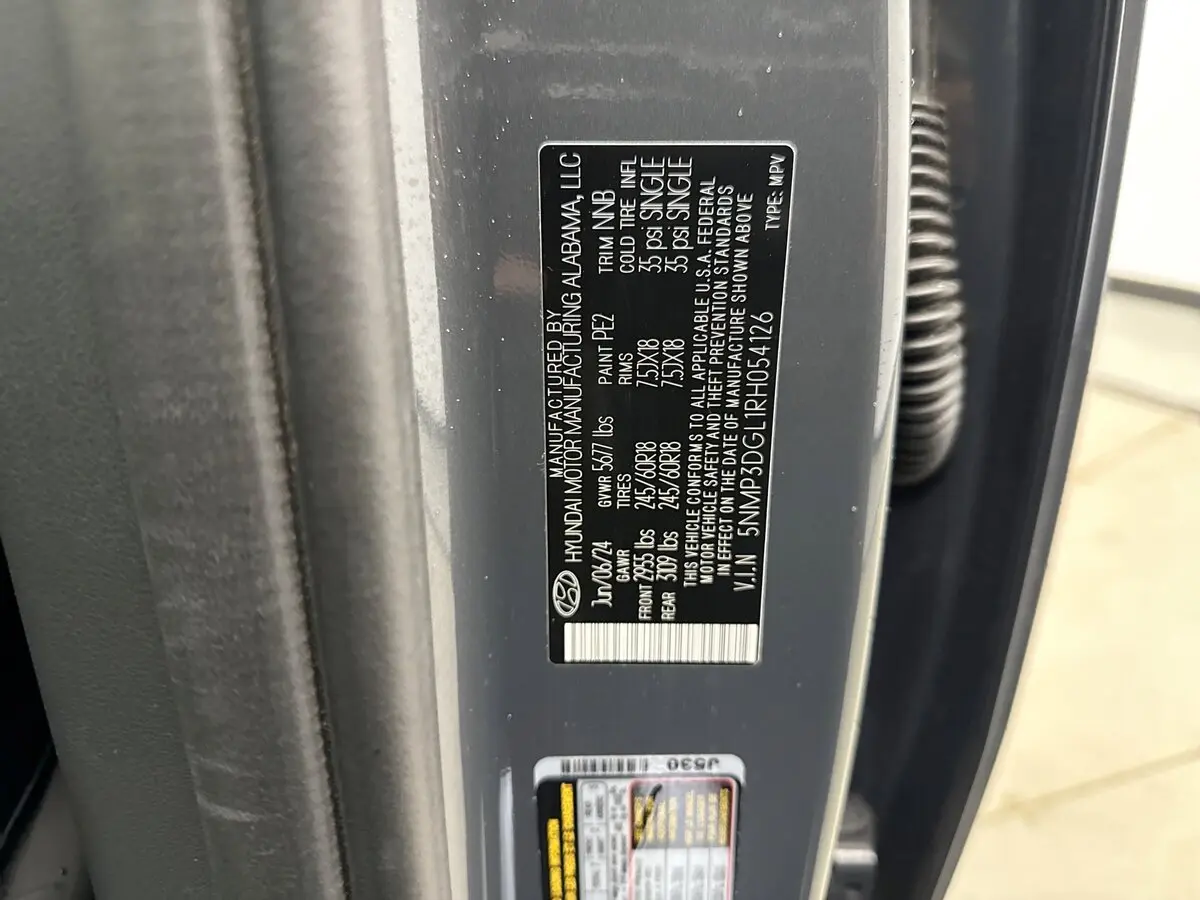 MANUFACTURED BY
HYUNDAI MOTOR MANUFACTURING ALABAMA, LLC
Jun/06/24 GVWR 5677 lbs PAINT PE2 TRIM NNB
GAWR TIRES RIMS COLD TIRE INFL
FRONT 2955 lbs 245/60R18 7.5JX18 35 psi SINGLE
REAR 3109 lbs 245/60R18 7.5JX18 35 psi SINGLE
THIS VEHICLE CONFORMS TO ALL APPLICABLE U.S.A. FEDERAL
MOTOR VEHICLE SAFETY AND THEFT PREVENTION STANDARDS
IN EFFECT ON THE DATE OF MANUFACTURE SHOWN ABOVE
V.I.N 5NMP3DGL1RH054126
TYPE: MPV
J530